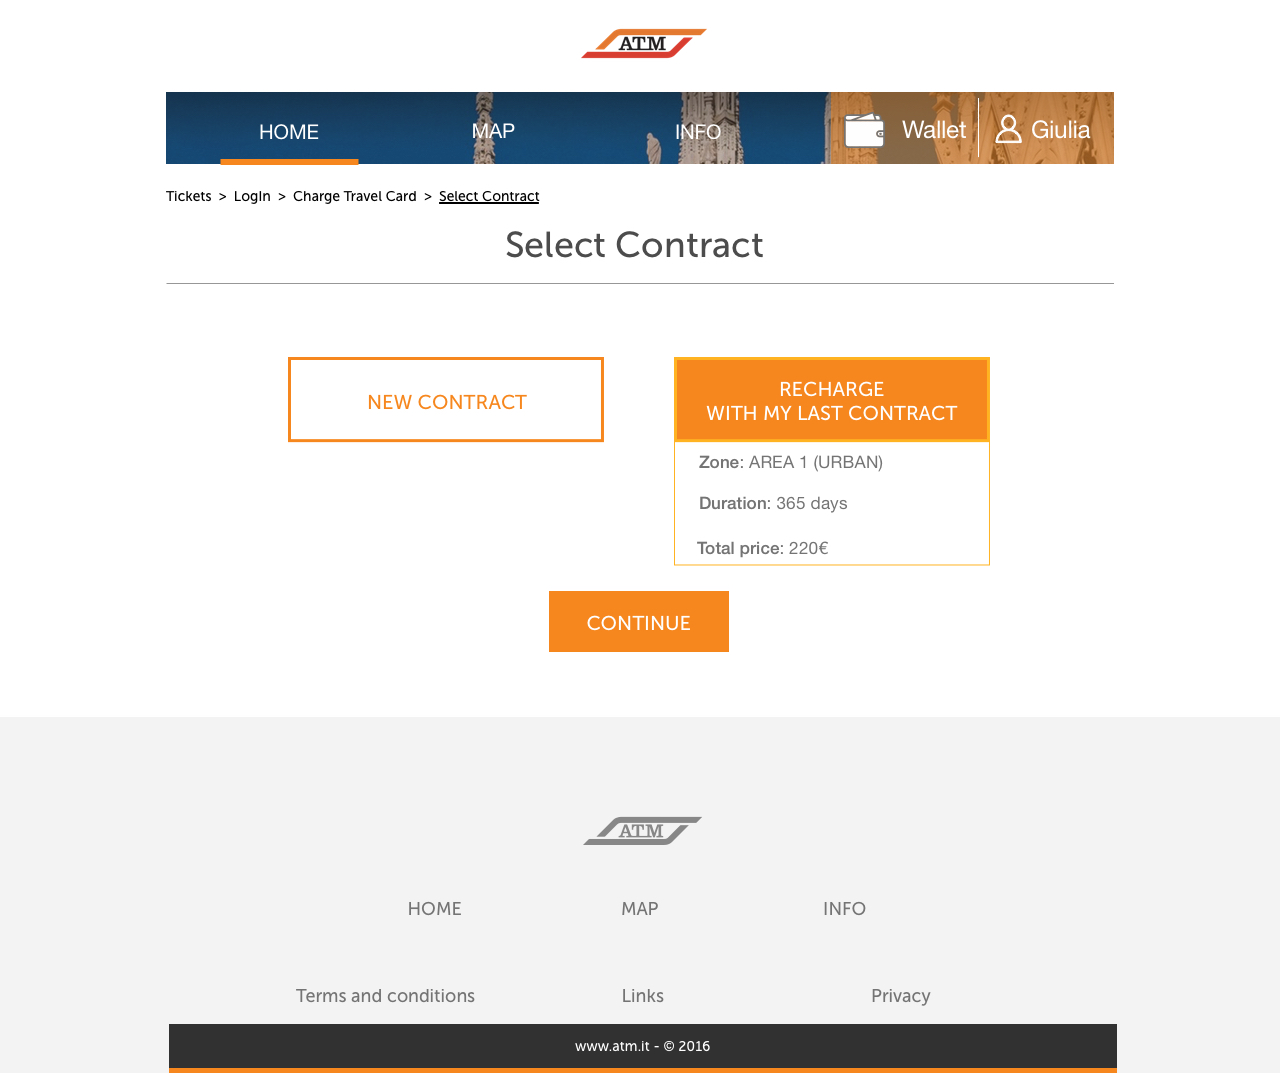 ATM
HOME MAP INFO Wallet Giulia
Tickets > LogIn > Charge Travel Card > Select Contract
Select Contract
NEW CONTRACT
RECHARGE
WITH MY LAST CONTRACT
Zone: AREA 1 (URBAN)
Duration: 365 days
Total price: 220€
CONTINUE
ATM
HOME MAP INFO
Terms and conditions Links Privacy
www.atm.it - © 2016